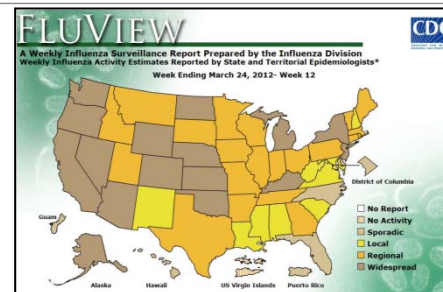 FLUVIEW
CDC
A Weekly Influenza Surveillance Report Prepared by the Influenza Division
Weekly Influenza Activity Estimates Reported by State and Territorial Epidemiologists*
Week Ending March 24, 2012- Week 12
District of Columbia
Guam
Alaska
Hawaii
US Virgin Islands
Puerto Rico
No Report
No Activity
Sporadic
Local
Regional
Widespread